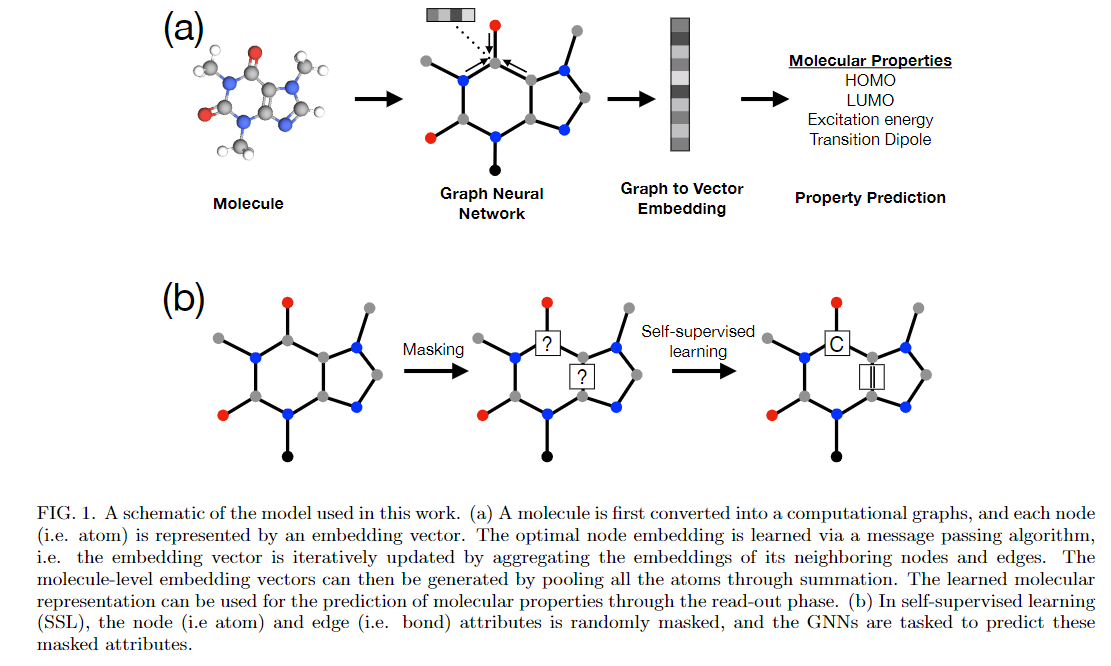 (a)
Molecular Properties
HOMO
LUMO
Excitation energy
Transition Dipole
Molecule
Graph Neural
Network
Graph to Vector
Embedding
Property Prediction
(b)
Masking
?
?
Self-supervised
learning
C
||
FIG. 1. A schematic of the model used in this work. (a) A molecule is first converted into a computational graphs, and each node
(i.e. atom) is represented by an embedding vector. The optimal node embedding is learned via a message passing algorithm,
i.e. the embedding vector is iteratively updated by aggregating the embeddings of its neighboring nodes and edges. The
molecule-level embedding vectors can then be generated by pooling all the atoms through summation. The learned molecular
representation can be used for the prediction of molecular properties through the read-out phase. (b) In self-supervised learning
(SSL), the node (i.e atom) and edge (i.e. bond) attributes is randomly masked, and the GNNs are tasked to predict these
masked attributes.